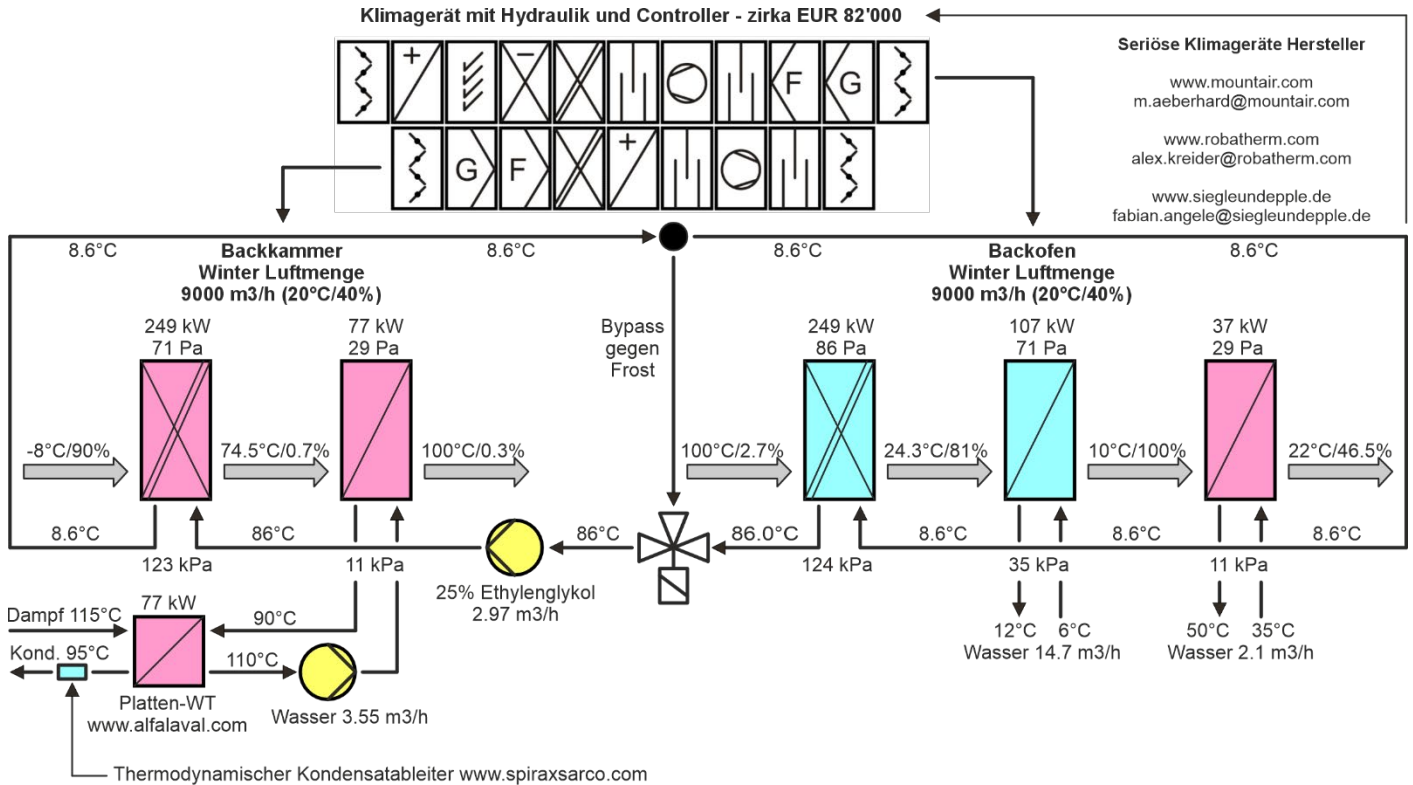 Klimagerät mit Hydraulik und Controller - zirka EUR 82'000
Seriöse Klimageräte Hersteller
www.mountair.com
m.aeberhard@mountair.com
www.robatherm.com
alex.kreider@robatherm.com
www.siegleundepple.de
fabian.angele@siegleundepple.de
+
−
F
G
G
F
+
8.6°C
Backkammer
Winter Luftmenge
9000 m3/h (20°C/40%)
8.6°C
8.6°C
Backofen
Winter Luftmenge
9000 m3/h (20°C/40%)
8.6°C
249 kW
71 Pa
77 kW
29 Pa
Bypass
gegen
Frost
249 kW
86 Pa
107 kW
71 Pa
37 kW
29 Pa
-8°C/90%
74.5°C/0.7%
100°C/0.3%
100°C/2.7%
24.3°C/81%
10°C/100%
22°C/46.5%
8.6°C
86°C
86°C
86.0°C
8.6°C
8.6°C
8.6°C
123 kPa
11 kPa
124 kPa
35 kPa
11 kPa
25% Ethylenglykol
2.97 m3/h
12°C
6°C
Wasser 14.7 m3/h
50°C
35°C
Wasser 2.1 m3/h
Dampf 115°C
77 kW
90°C
Kond. 95°C
110°C
Platten-WT
www.alfalaval.com
Wasser 3.55 m3/h
Thermodynamischer Kondensatableiter www.spiraxsarco.com